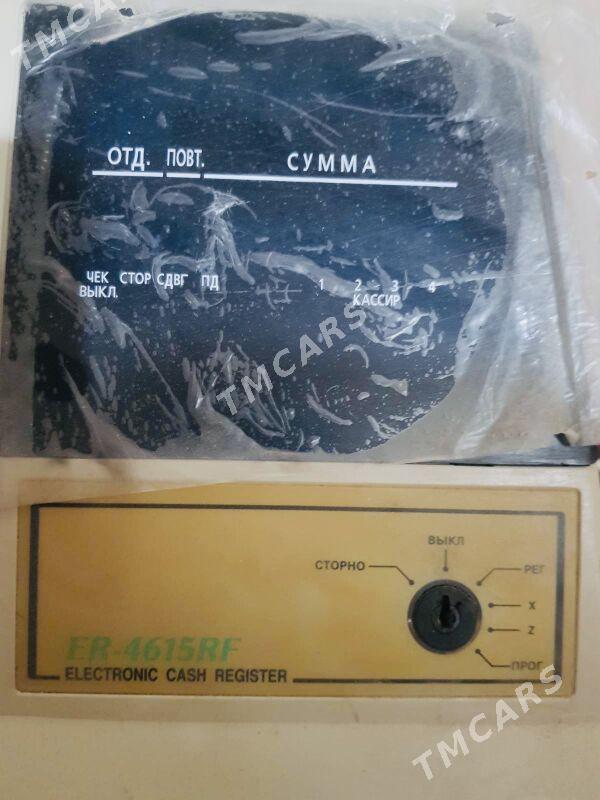 TMCARS
ОТД. ПОВТ. СУММА
ЧЕК СТОР СДВГ ПД 1 2 3 4
ВЫКЛ. КАССИР
TMCARS
ВЫКЛ
СТОРНО РЕГ
X
Z
ПРОГ
ER-4615RF
ELECTRONIC CASH REGISTER
TMCARS